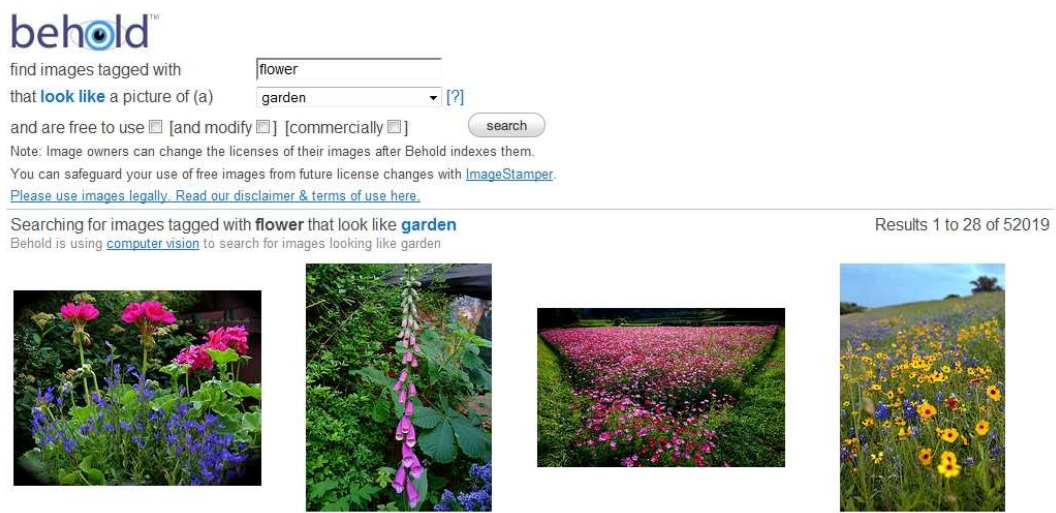 behold™
find images tagged with flower
that look like a picture of (a) garden [?]
and are free to use [and modify ] [commercially ] search
Note: Image owners can change the licenses of their images after Behold indexes them.
You can safeguard your use of free images from future license changes with ImageStamper.
Please use images legally. Read our disclaimer & terms of use here.
Searching for images tagged with flower that look like garden Results 1 to 28 of 52019
Behold is using computer vision to search for images looking like garden